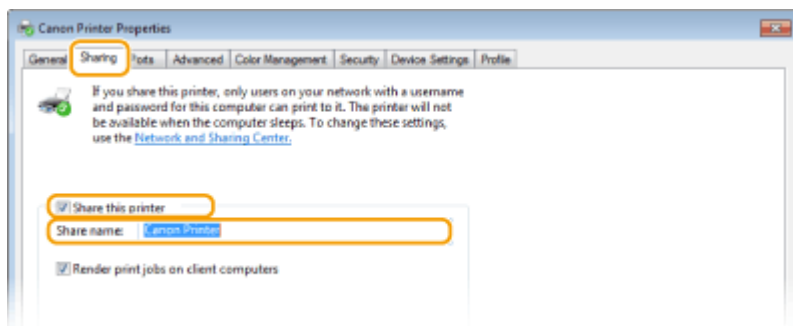 Canon Printer Properties
General Sharing Ports Advanced Color Management Security Device Settings Profile
If you share this printer, only users on your network with a username
and password for this computer can print to it. The printer will not
be available when the computer sleeps. To change these settings,
use the Network and Sharing Center.
Share this printer
Share name: Canon Printer
Render print jobs on client computers